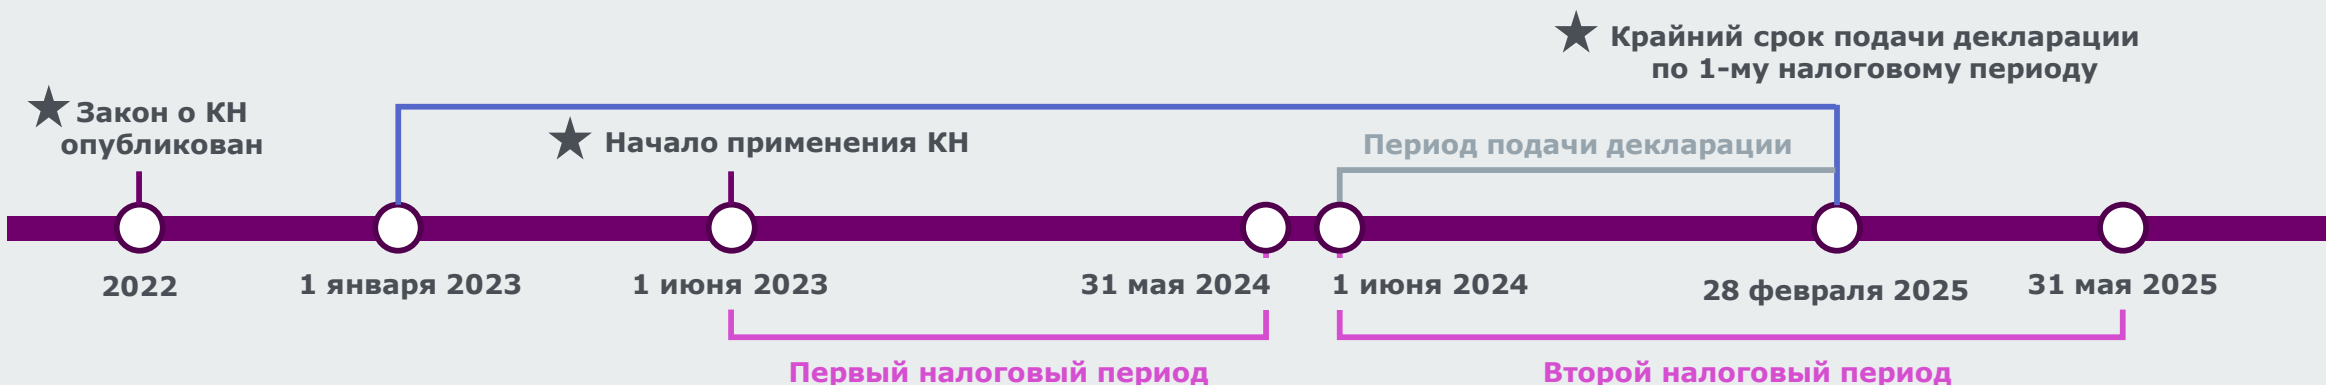 Крайний срок подачи декларации
по 1-му налоговому периоду
Закон о КН
опубликован
Начало применения КН
Период подачи декларации
2022
1 января 2023
1 июня 2023
31 мая 2024
1 июня 2024
28 февраля 2025
31 мая 2025
Первый налоговый период
Второй налоговый период